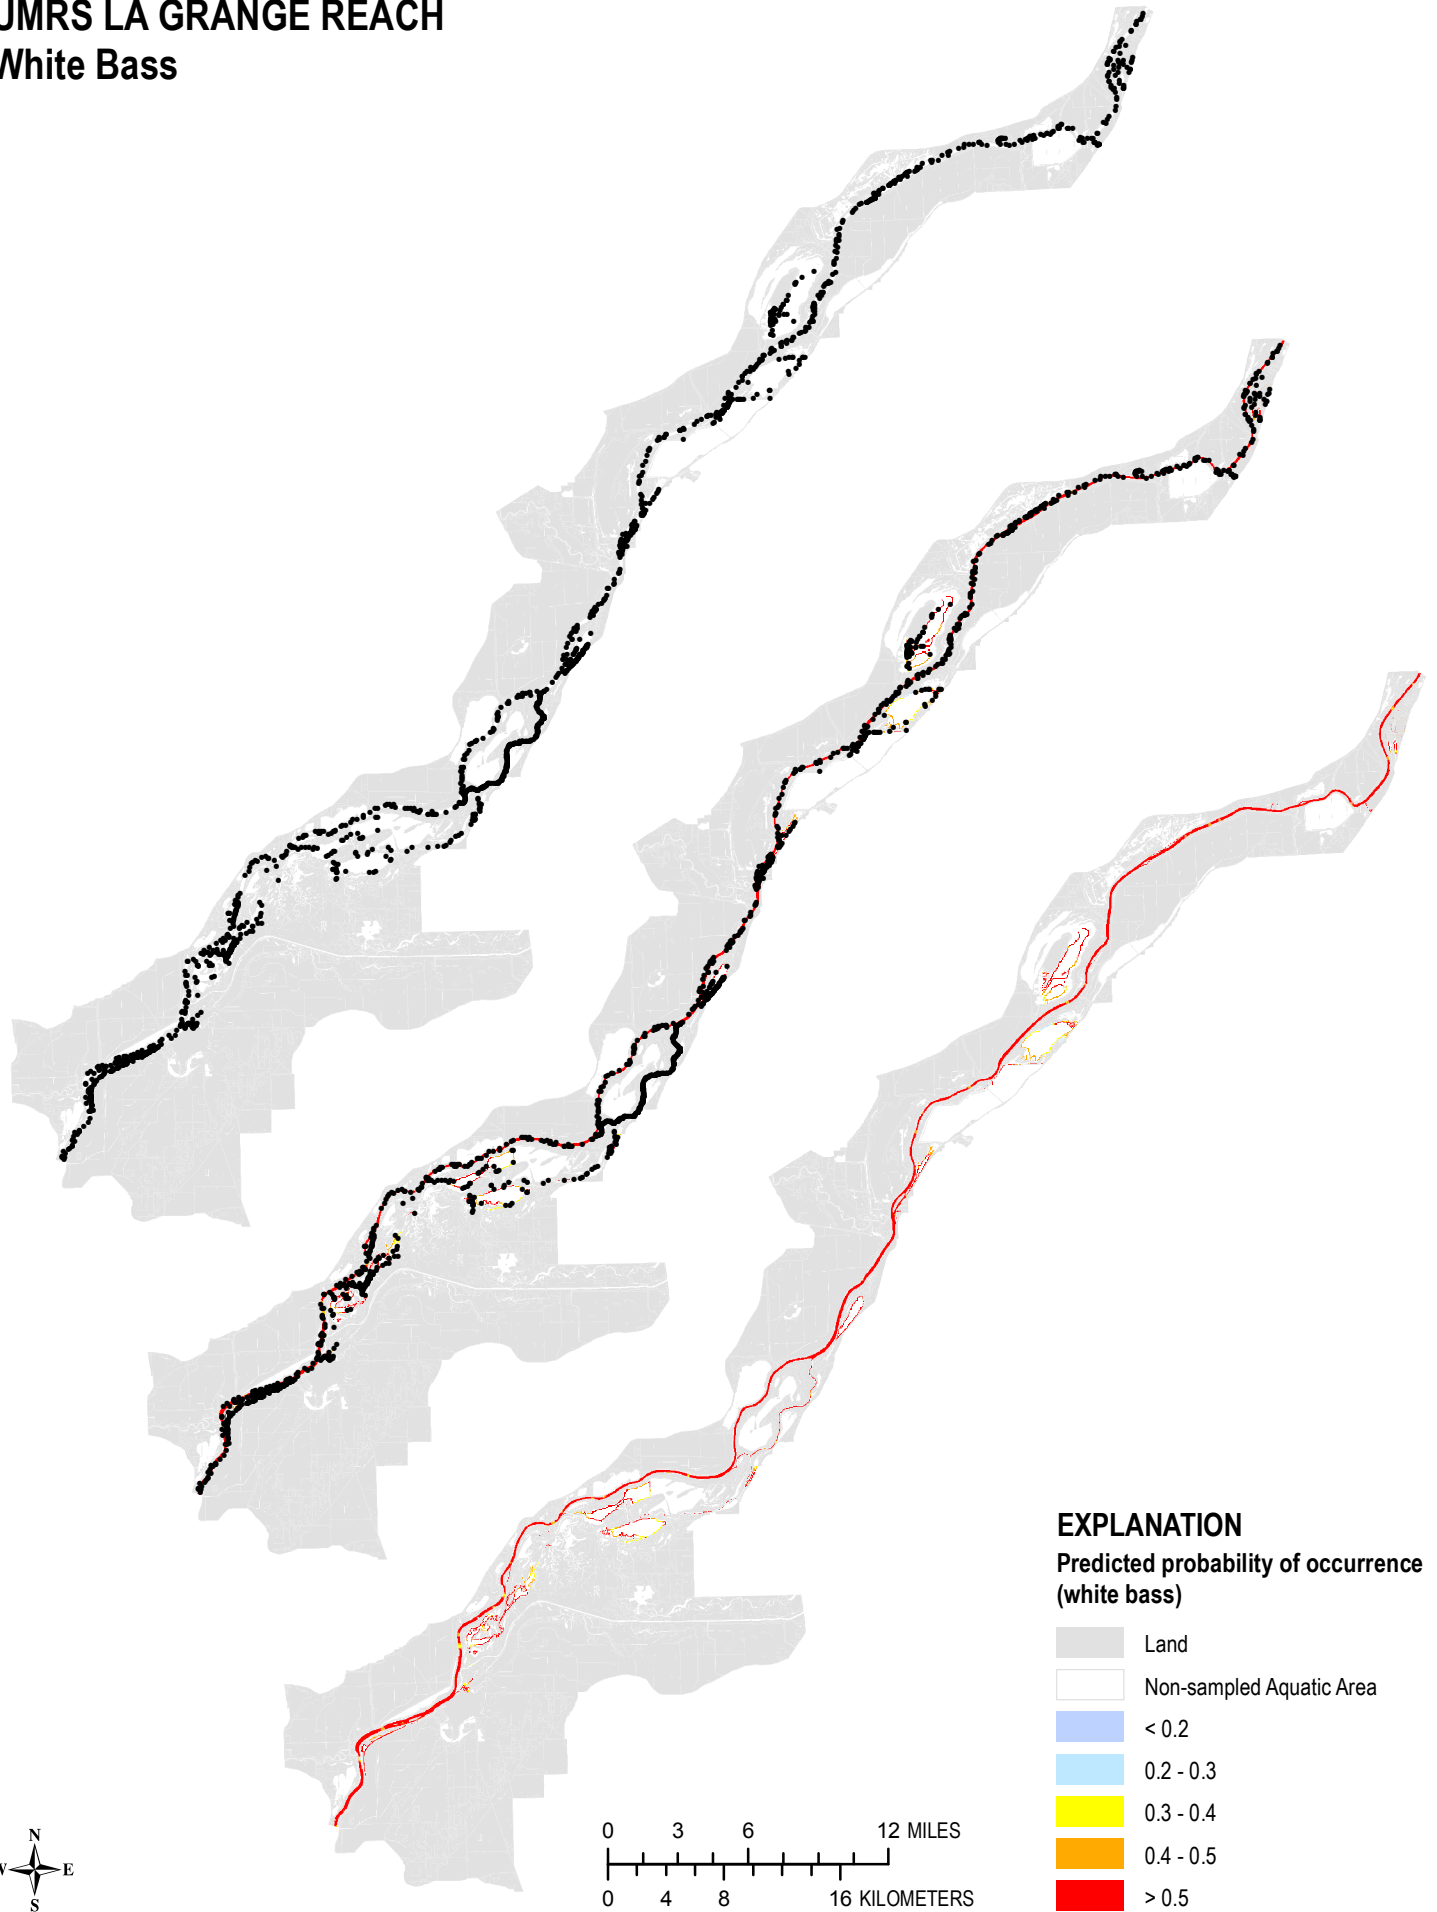 UMRS LA GRANGE REACH
White Bass
EXPLANATION
Predicted probability of occurrence
(white bass)
Land
Non-sampled Aquatic Area
< 0.2
0.2 - 0.3
0.3 - 0.4
0.4 - 0.5
> 0.5
0 3 6 12 MILES
0 4 8 16 KILOMETERS
N
W E
S